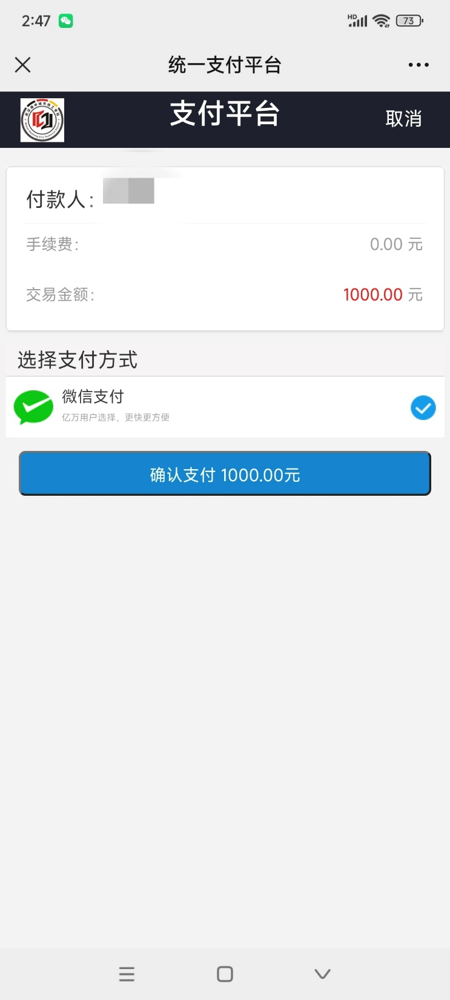 2:47
HD
73
统一支付平台
支付平台
取消
付款人：
手续费： 0.00 元
交易金额： 1000.00 元
选择支付方式
微信支付
亿万用户选择，更快更方便
确认支付 1000.00元